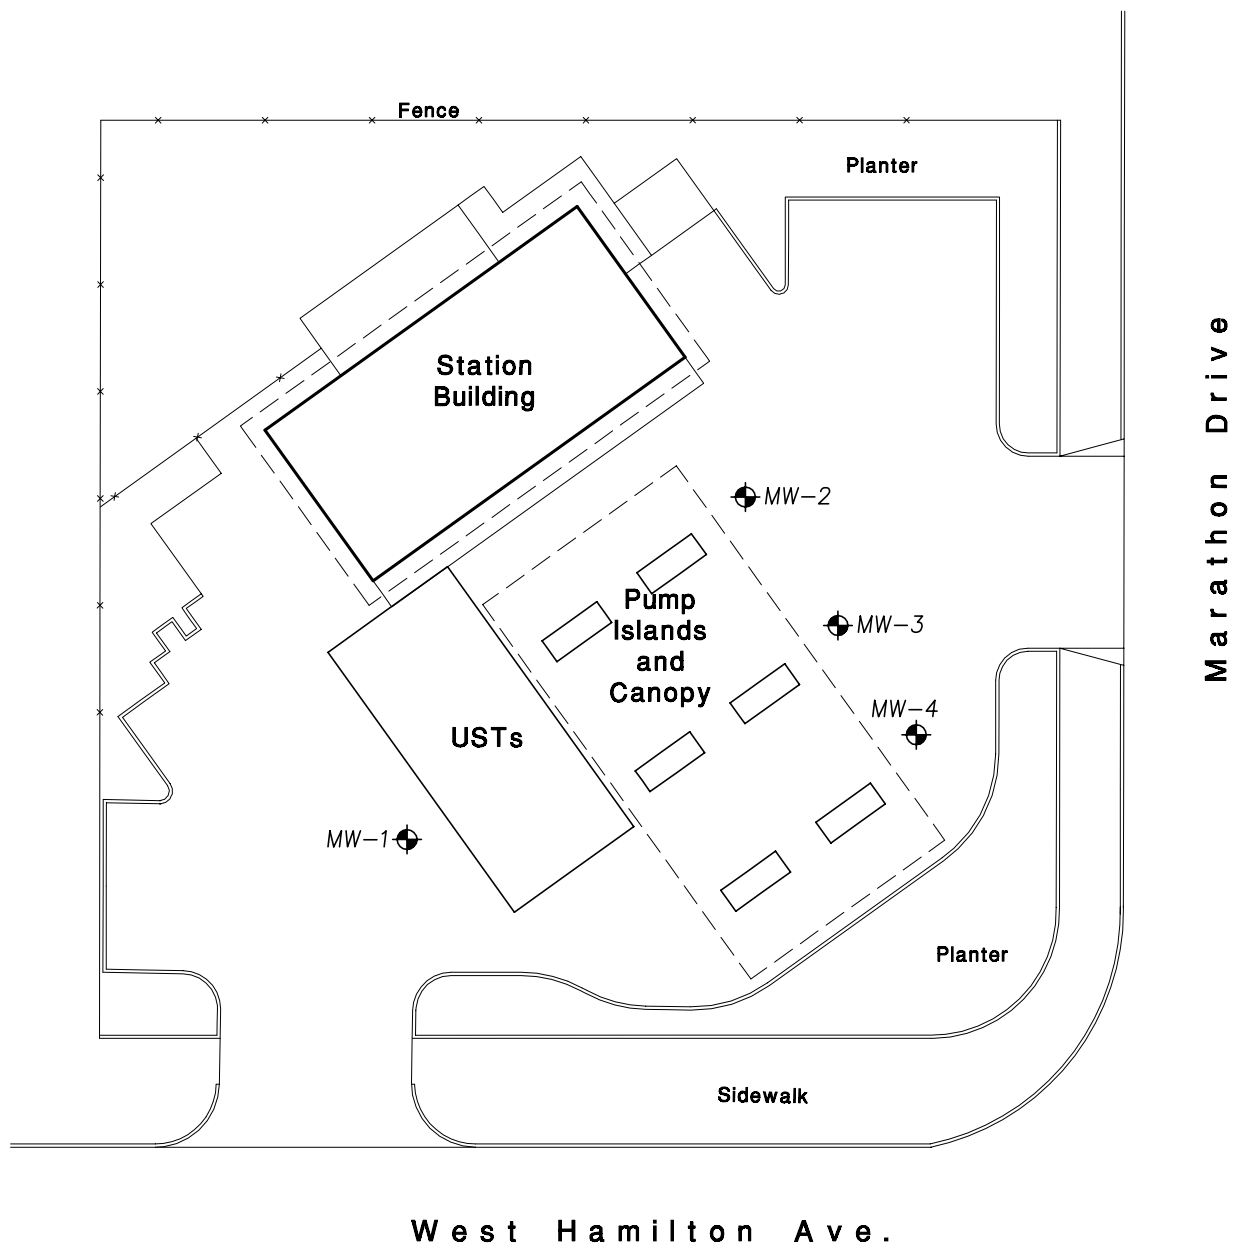 Fence
Planter
Station
Building
MW-2
Pump
Islands
and
Canopy
MW-3
MW-4
USTs
MW-1
Planter
Sidewalk
Marathon Drive
West Hamilton Ave.